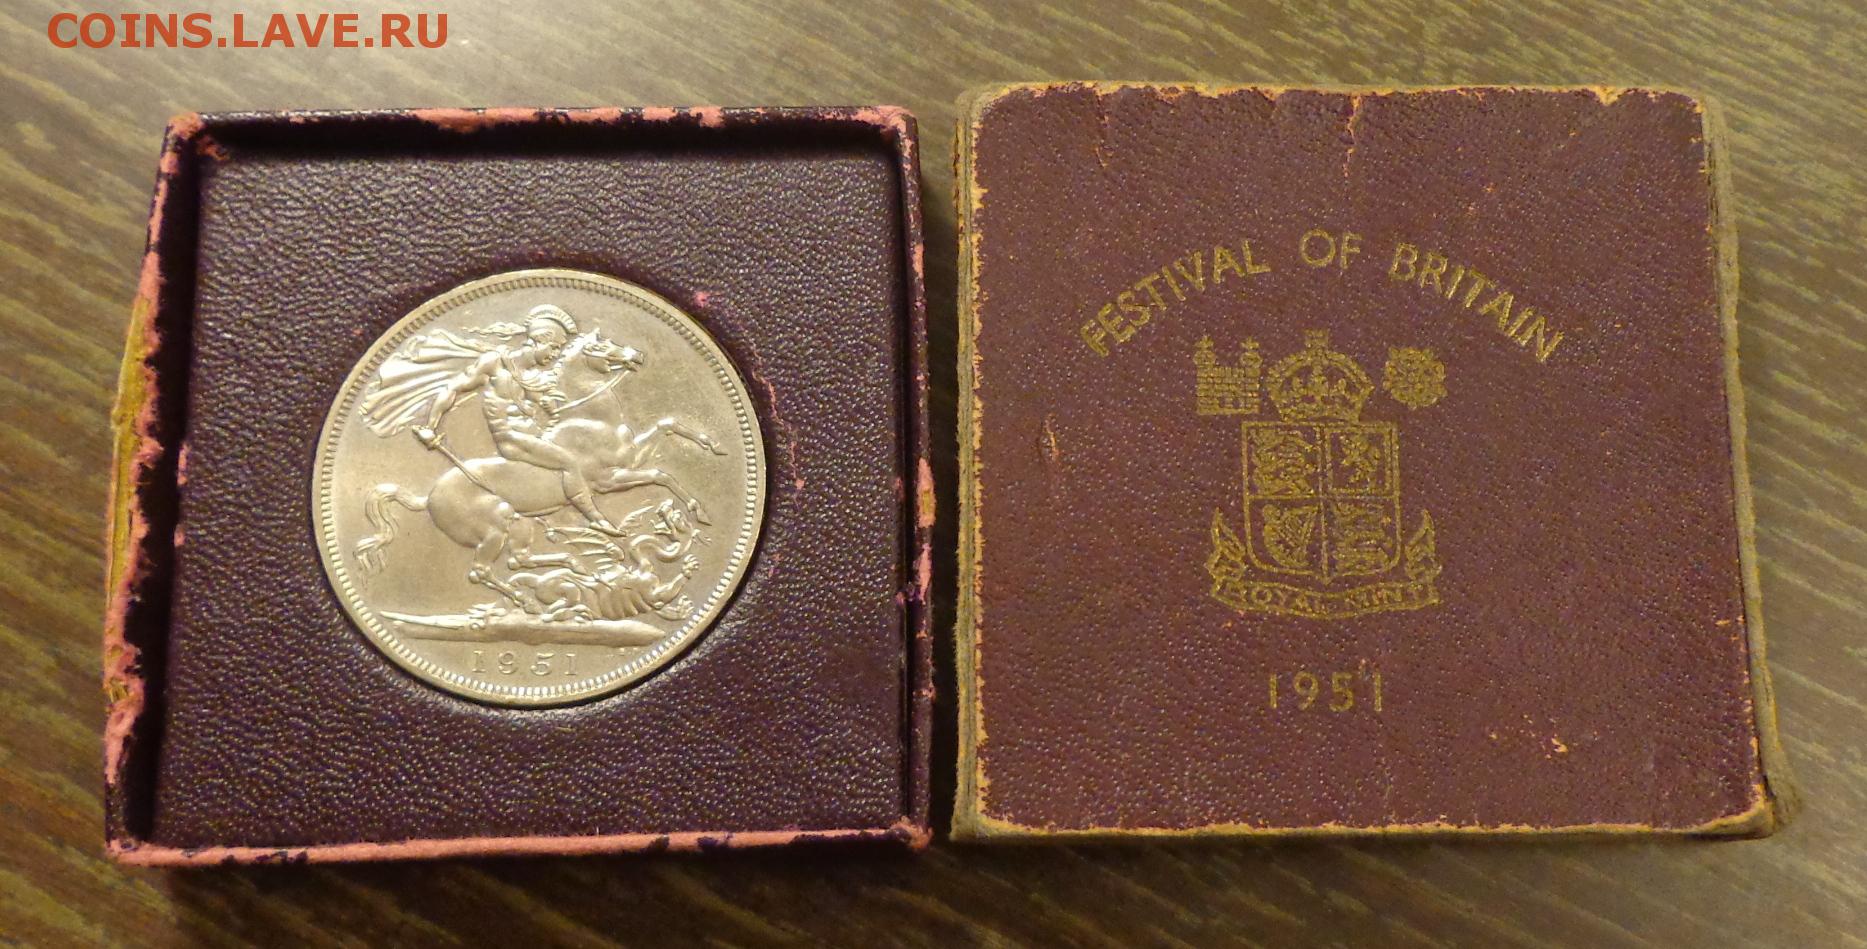 COINS.LAVE.RU
FESTIVAL OF BRITAIN
ROYAL MINT
1951
1951